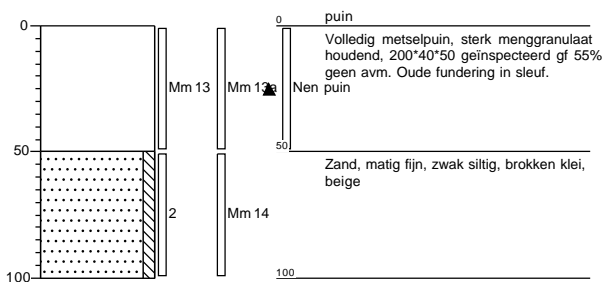 0
50
100
Mm 13
Mm 13a
Nen puin
2
Mm 14
0
puin
Volledig metselpuin, sterk menggranulaat
houdend, 200*40*50 geïnspecteerd gf 55%
geen avm. Oude fundering in sleuf.
50
Zand, matig fijn, zwak siltig, brokken klei,
beige
100